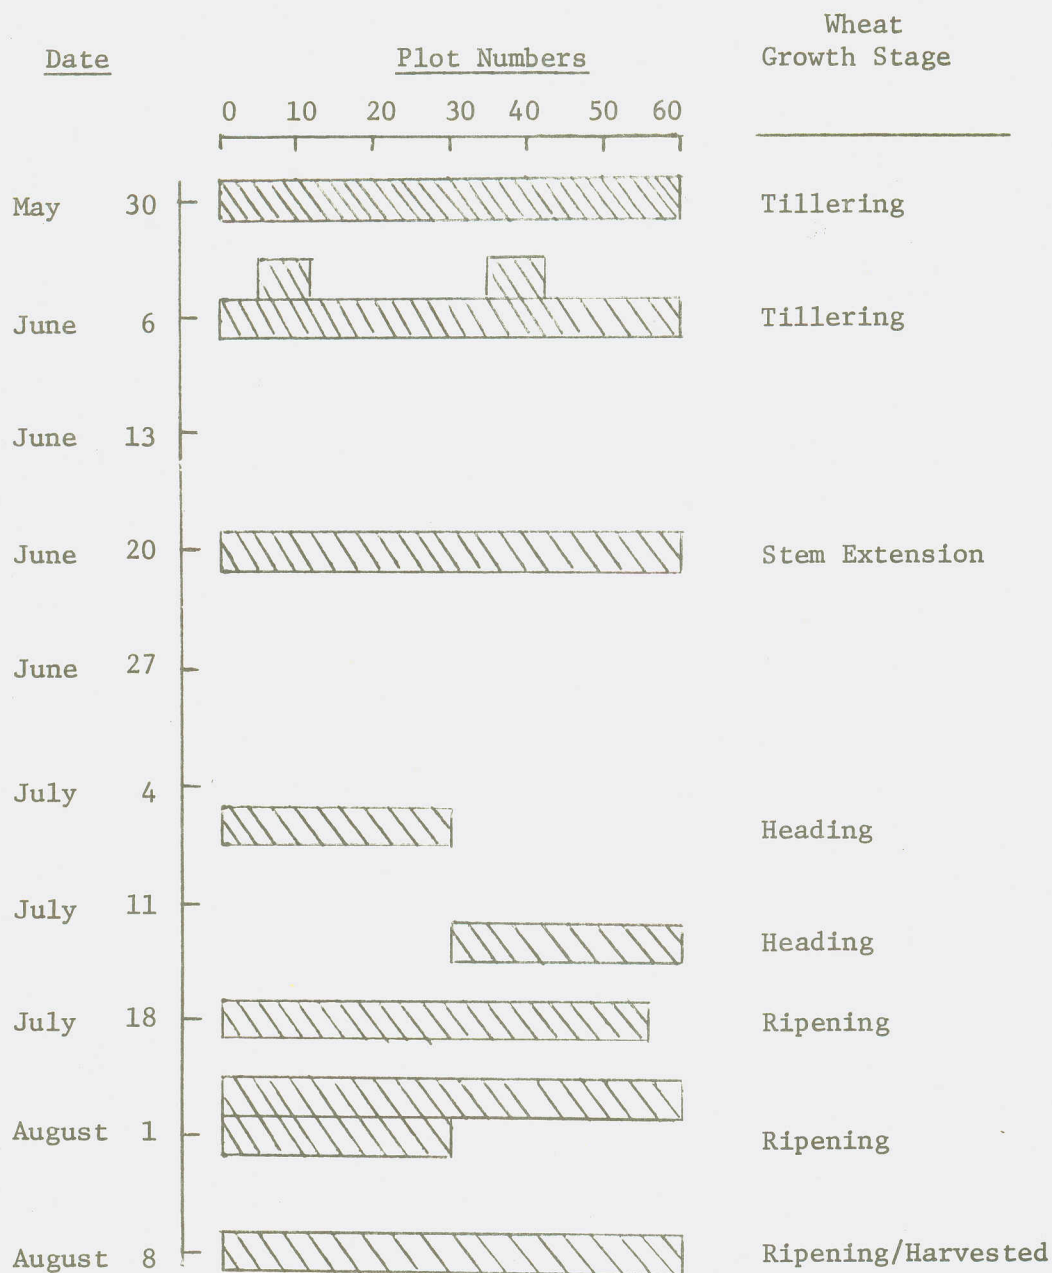 Wheat
Date Plot Numbers Growth Stage
0 10 20 30 40 50 60
May 30 Tillering
June 6 Tillering
June 13
June 20 Stem Extension
June 27
July 4
Heading
July 11
Heading
July 18 Ripening
August 1 Ripening
August 8 Ripening/Harvested